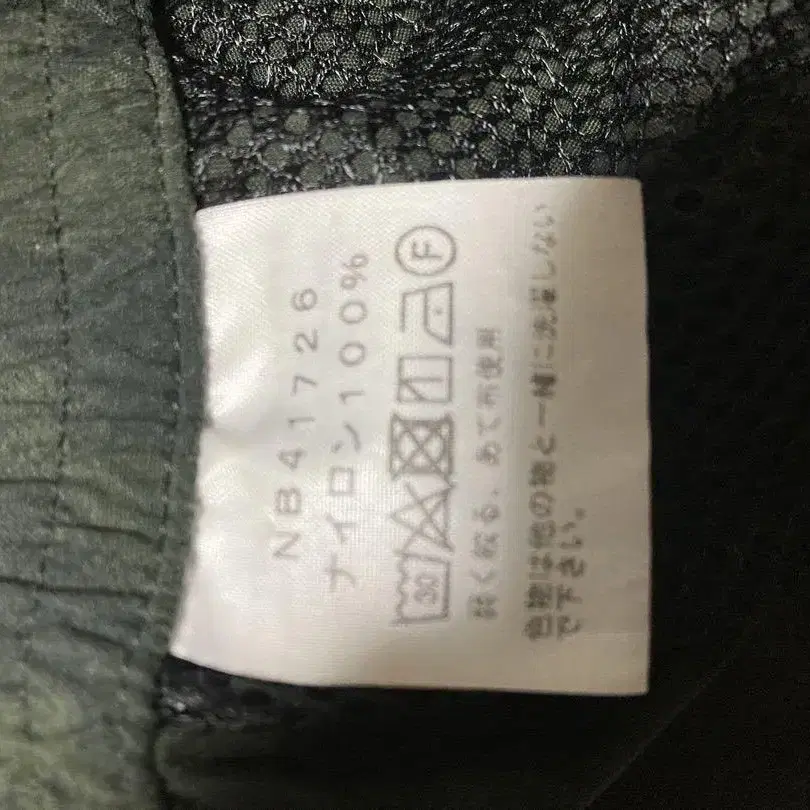 NB41726
ナイロン100%
30 F
弱く絞る、あて布使用
色物は他の物と一緒に洗濯しない
で下さい。